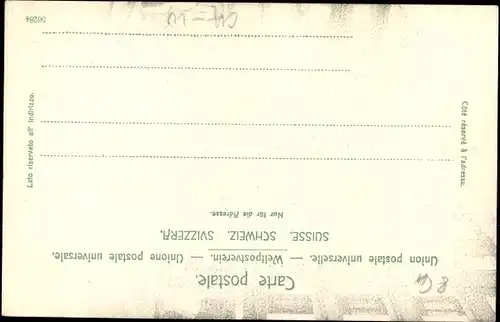 Carte postale.
Union postale universelle. — Weltpostverein. — Unione postale universale.
SUISSE. SCHWEIZ. SVIZZERA.
Nur für die Adresse.
Côté réservé à l'adresse.
Lato riservato all' indirizzo.
56284